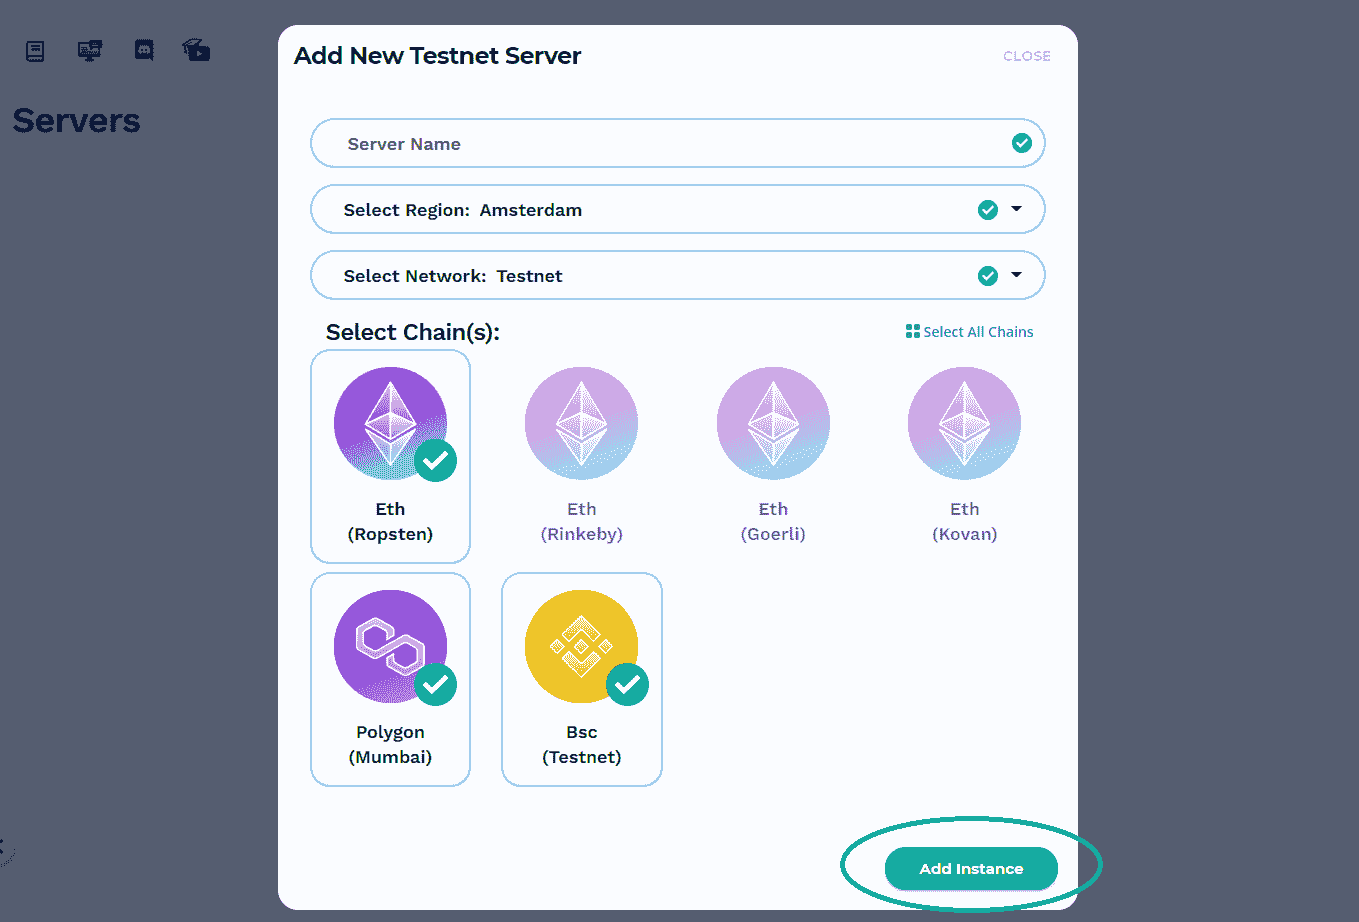 Servers
Add New Testnet Server
CLOSE
Server Name
Select Region: Amsterdam
Select Network: Testnet
Select Chain(s):
Select All Chains
Eth
(Ropsten)
Eth
(Rinkeby)
Eth
(Goerli)
Eth
(Kovan)
Polygon
(Mumbai)
Bsc
(Testnet)
Add Instance